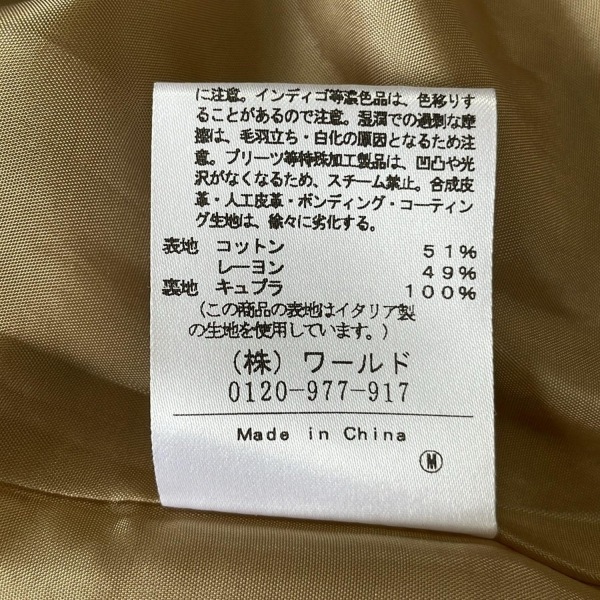 に注意。インディゴ等濃色品は、色移りす
ることがあるので注意。湿潤での過剰な摩
擦は、毛羽立ち・白化の原因となるため注
意。プリーツ等特殊加工製品は、凹凸や光
沢がなくなるため、スチーム禁止。合成皮
革・人工皮革・ボンディング・コーティン
グ生地は、徐々に劣化する。
表地 コットン 51%
レーヨン 49%
裏地 キュプラ 100%
(この商品の表地はイタリア製
の生地を使用しています。)
(株) ワールド
0120-977-917
Made in China
M